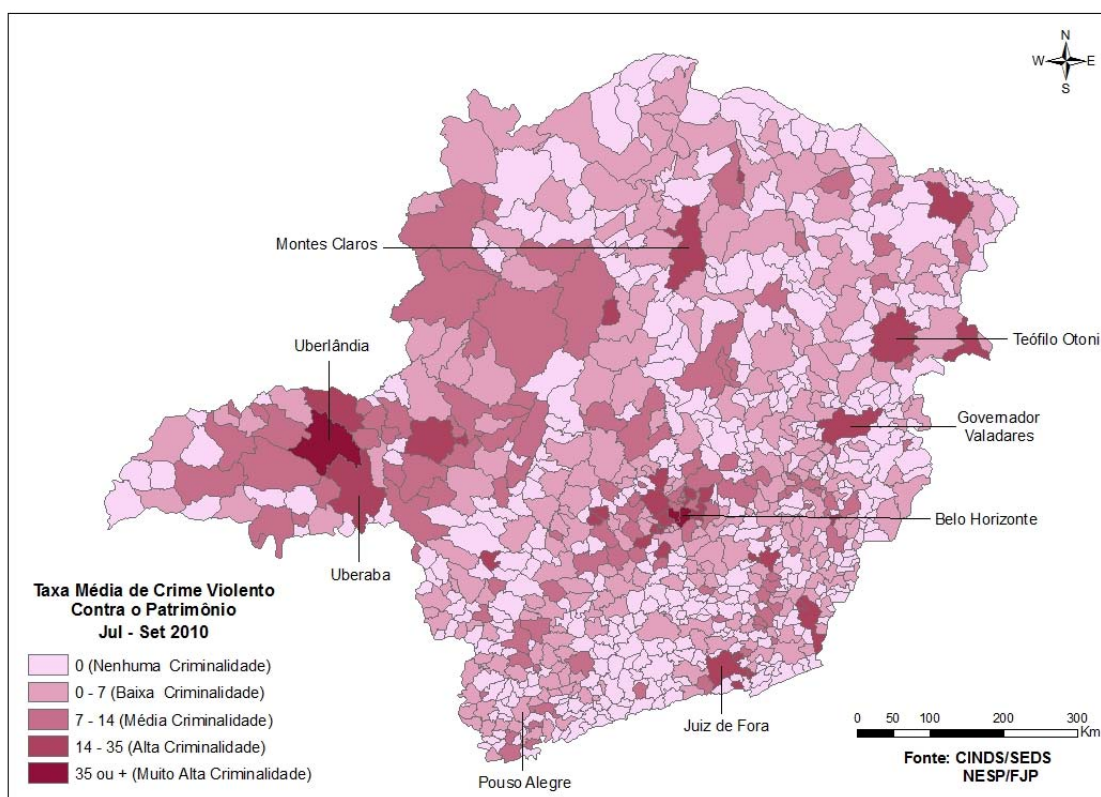 N
W E
S
Montes Claros
Uberlândia
Teófilo Otoni
Governador
Valadares
Belo Horizonte
Uberaba
Taxa Média de Crime Violento
Contra o Patrimônio
Jul - Set 2010
0 (Nenhuma Criminalidade)
0 - 7 (Baixa Criminalidade)
7 - 14 (Média Criminalidade)
14 - 35 (Alta Criminalidade)
35 ou + (Muito Alta Criminalidade)
Juiz de Fora
Pouso Alegre
0 50 100 200 300
Km
Fonte: CINDS/SEDS
NESP/FJP